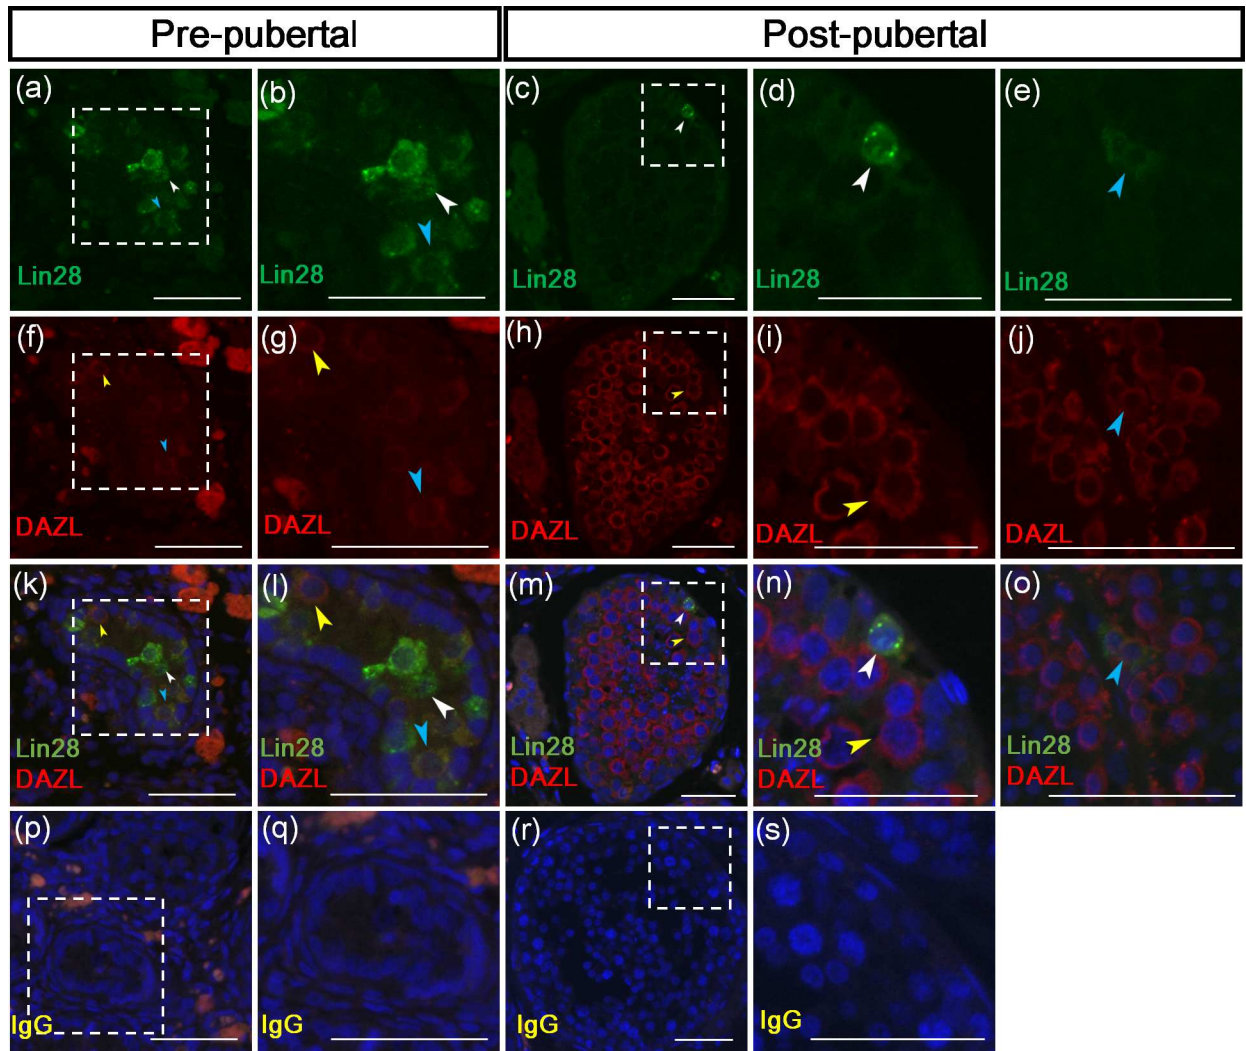 Pre-pubertal Post-pubertal
(a) (b) (c) (d) (e)
Lin28 Lin28 Lin28 Lin28 Lin28
(f) (g) (h) (i) (j)
DAZL DAZL DAZL DAZL DAZL
(k) (l) (m) (n) (o)
Lin28 Lin28 Lin28 Lin28 Lin28
DAZL DAZL DAZL DAZL DAZL
(p) (q) (r) (s)
IgG IgG IgG IgG